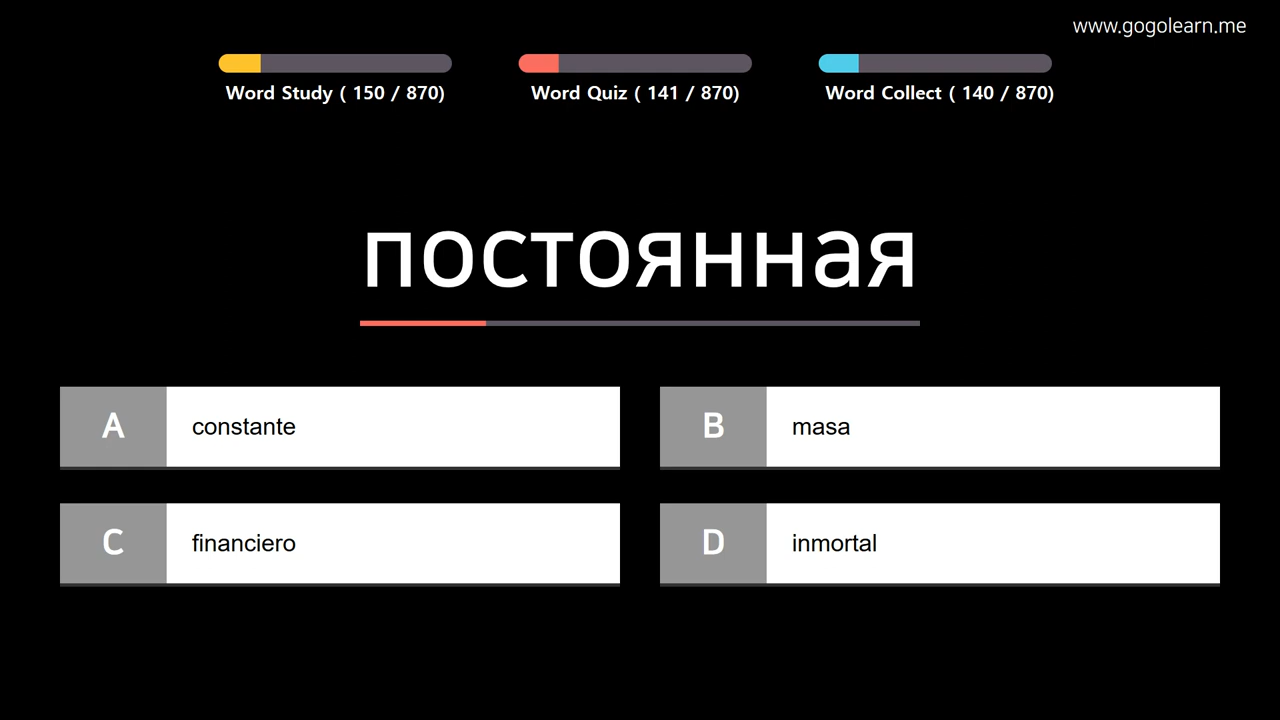 www.gogolearn.me
Word Study ( 150 / 870)
Word Quiz ( 141 / 870)
Word Collect ( 140 / 870)
постоянная
A constante
B masa
C financiero
D inmortal